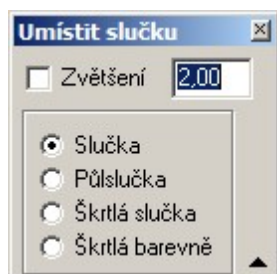 Umístit slučku
Zvětšení 2,00
Slučka
Půlslučka
Škrtlá slučka
Škrtlá barevně